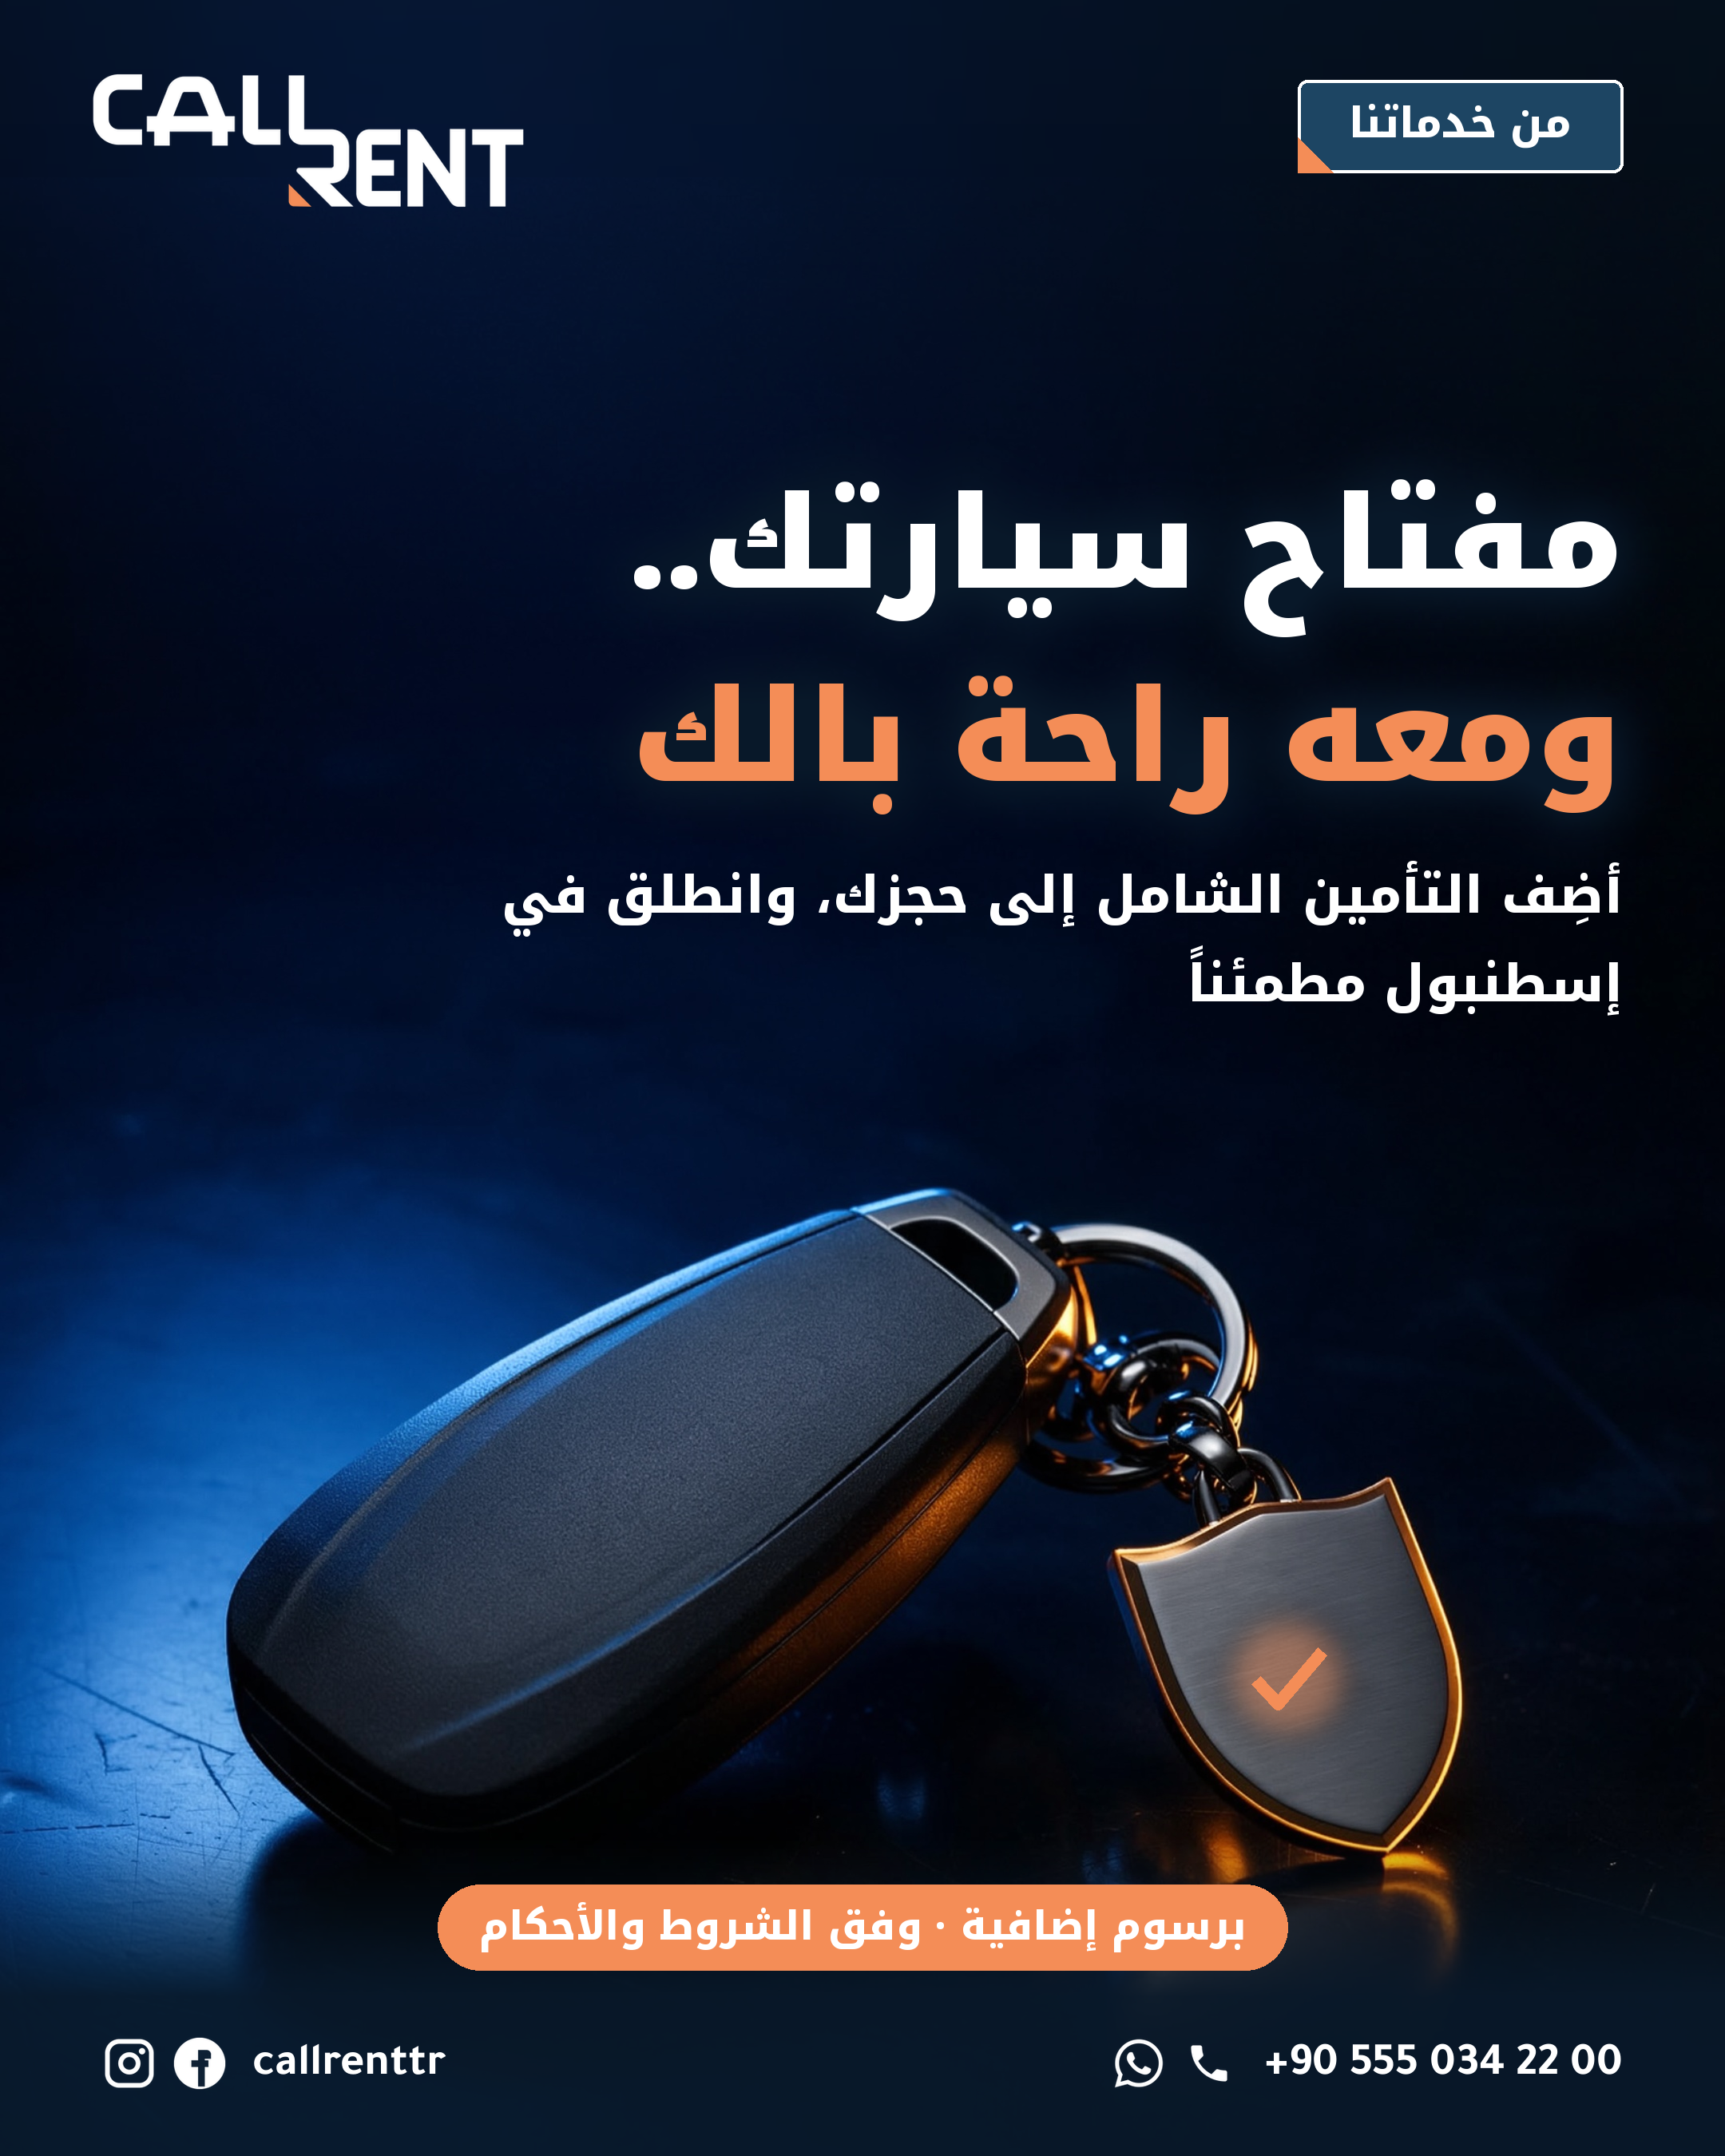 CALL RENT
من خدماتنا
مفتاح سيارتك..
ومعه راحة بالك
أضِف التأمين الشامل إلى حجزك، وانطلق في
إسطنبول مطمئناً
برسوم إضافية · وفق الشروط والأحكام
callrenttr
+90 555 034 22 00